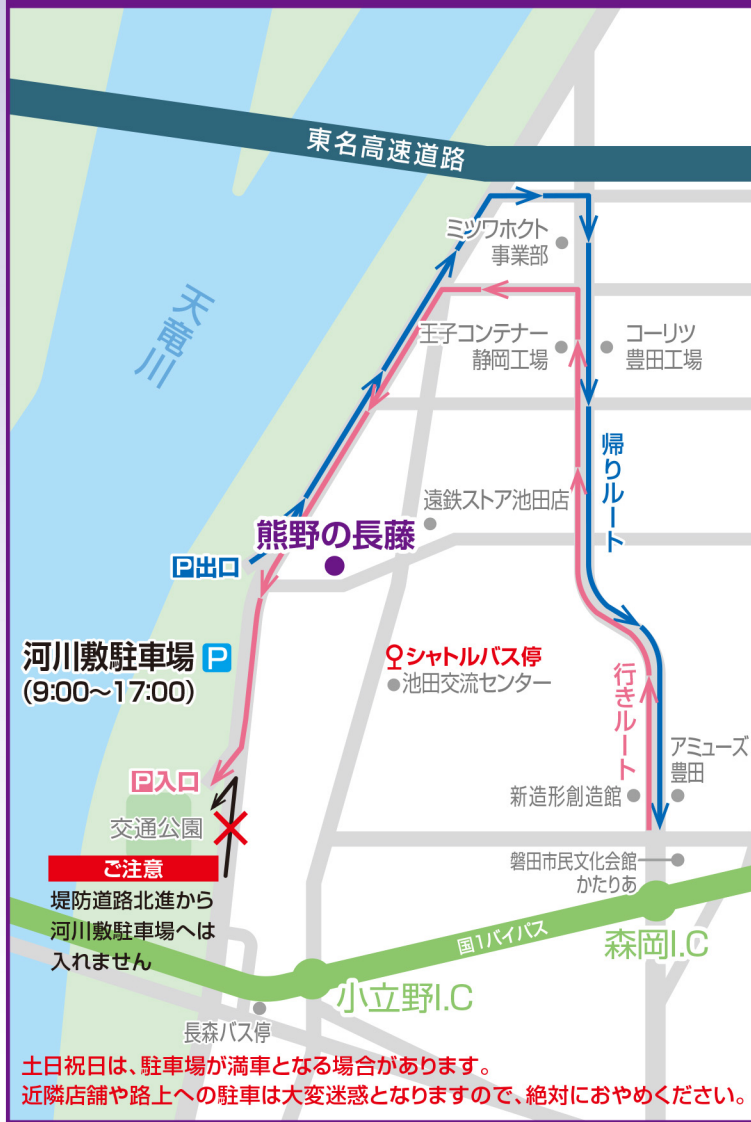 東名高速道路
ミツワホクト
事業部
天竜川
王子コンテナー
静岡工場
コーリツ
豊田工場
帰りルート
遠鉄ストア池田店
熊野の長藤
P出口
河川敷駐車場 P
(9:00〜17:00)
シャトルバス停
池田交流センター
行きルート
アミューズ
豊田
P入口
新造形創造館
交通公園
磐田市民文化会館
かたりあ
ご注意
堤防道路北進から
河川敷駐車場へは
入れません
国1バイパス
森岡I.C
小立野I.C
長森バス停
土日祝日は、駐車場が満車となる場合があります。
近隣店舗や路上への駐車は大変迷惑となりますので、絶対におやめください。